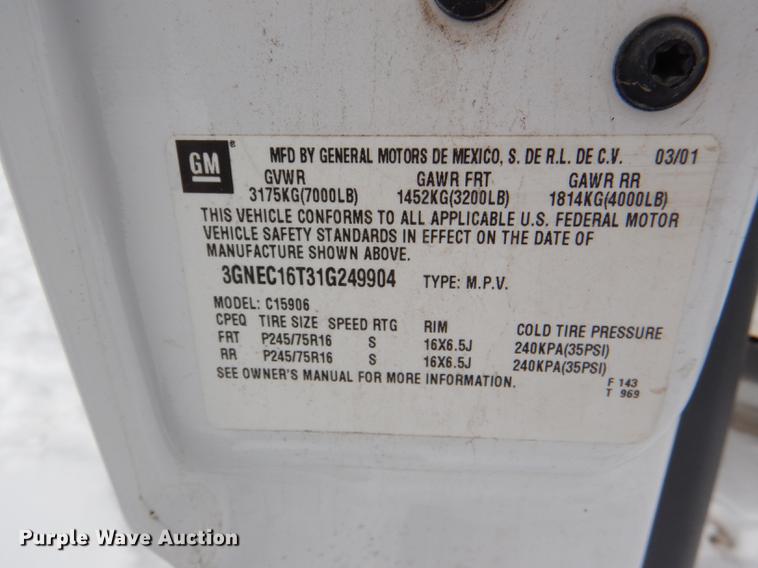 GM ® MFD BY GENERAL MOTORS DE MEXICO, S. DE R.L. DE C.V. 03/01
GVWR GAWR FRT GAWR RR
3175KG(7000LB) 1452KG(3200LB) 1814KG(4000LB)
THIS VEHICLE CONFORMS TO ALL APPLICABLE U.S. FEDERAL MOTOR
VEHICLE SAFETY STANDARDS IN EFFECT ON THE DATE OF
MANUFACTURE SHOWN ABOVE.
3GNEC16T31G249904 TYPE: M.P.V.
MODEL: C15906
CPEQ TIRE SIZE SPEED RTG RIM COLD TIRE PRESSURE
FRT P245/75R16 S 16X6.5J 240KPA(35PSI)
RR P245/75R16 S 16X6.5J 240KPA(35PSI)
SEE OWNER'S MANUAL FOR MORE INFORMATION.
F 143
T 969
Purple Wave Auction